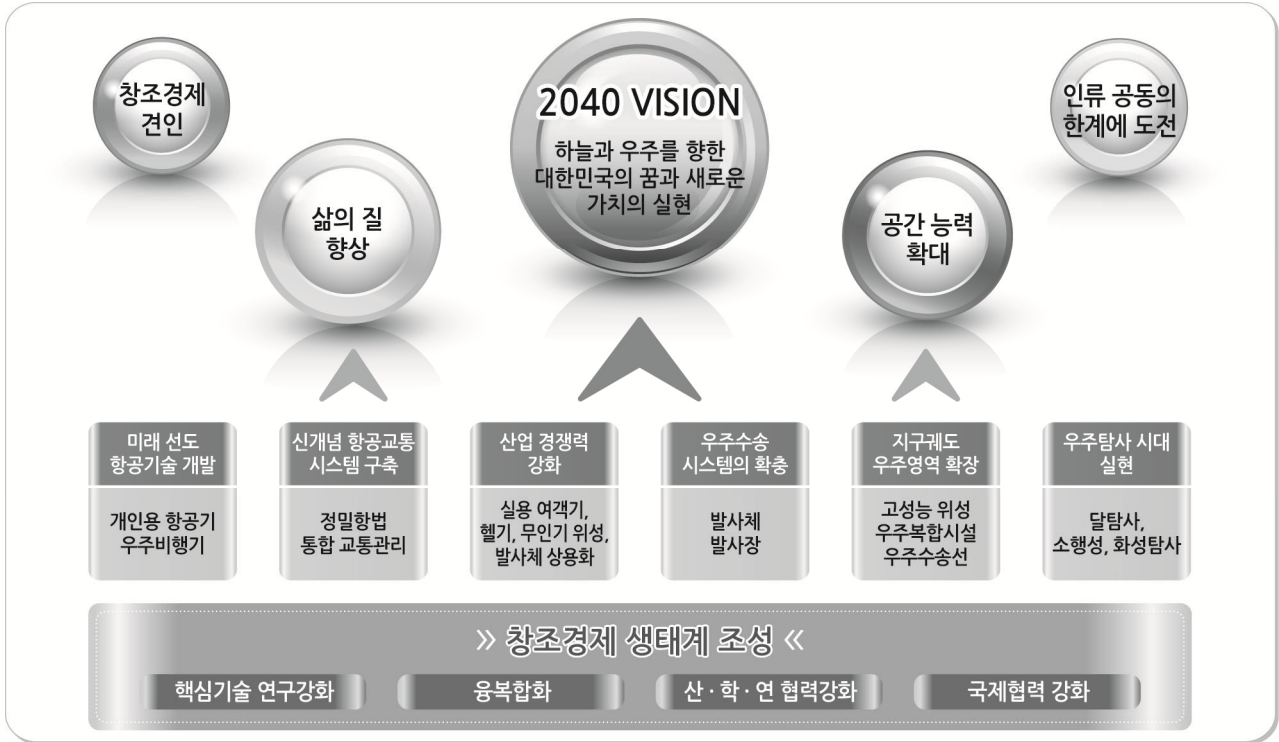 창조경제
견인
삶의 질
향상
2040 VISION
하늘과 우주를 향한
대한민국의 꿈과 새로운
가치의 실현
공간 능력
확대
인류 공동의
한계에 도전
미래 선도
항공기술 개발
개인용 항공기
우주비행기
신개념 항공교통
시스템 구축
정밀항법
통합 교통관리
산업 경쟁력
강화
실용 여객기,
헬기, 무인기 위성,
발사체 상용화
우주수송
시스템의 확충
발사체
발사장
지구궤도
우주영역 확장
고성능 위성
우주복합시설
우주수송선
우주탐사 시대
실현
달탐사,
소행성, 화성탐사
» 창조경제 생태계 조성 «
핵심기술 연구강화
융복합화
산 · 학 · 연 협력강화
국제협력 강화